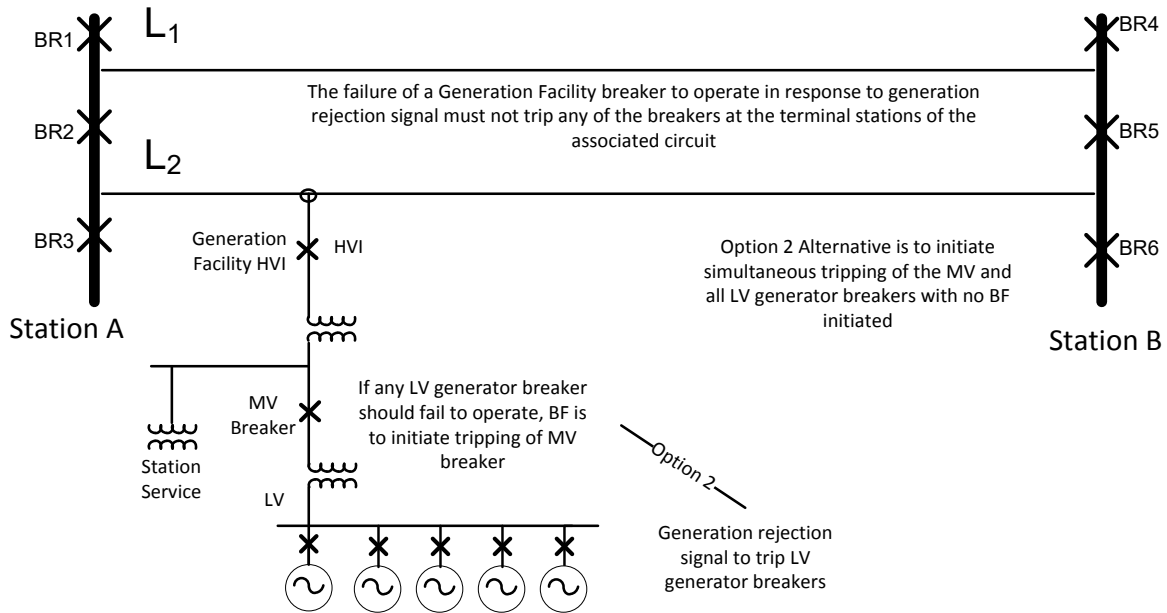 BR1
L1
BR4
The failure of a Generation Facility breaker to operate in response to generation
rejection signal must not trip any of the breakers at the terminal stations of the
associated circuit
BR2
BR5
L2
BR3
Generation
Facility HVI
HVI
Option 2 Alternative is to initiate
simultaneous tripping of the MV and
all LV generator breakers with no BF
initiated
BR6
Station A
Station B
MV
Breaker
If any LV generator breaker
should fail to operate, BF is
to initiate tripping of MV
breaker
Option 2
Station
Service
LV
Generation rejection
signal to trip LV
generator breakers